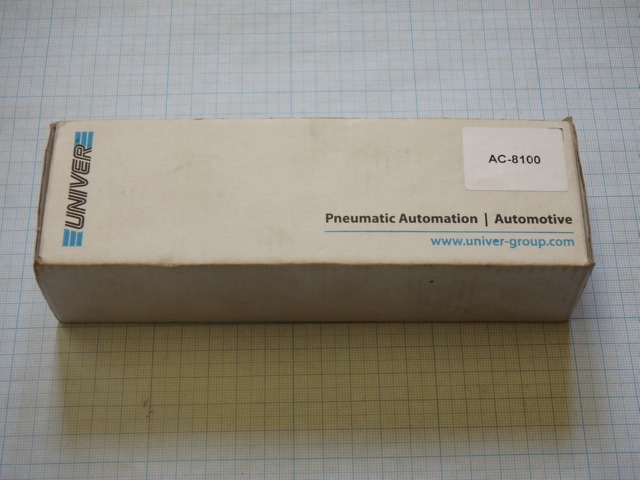 UNIVER
AC-8100
Pneumatic Automation | Automotive
www.univer-group.com